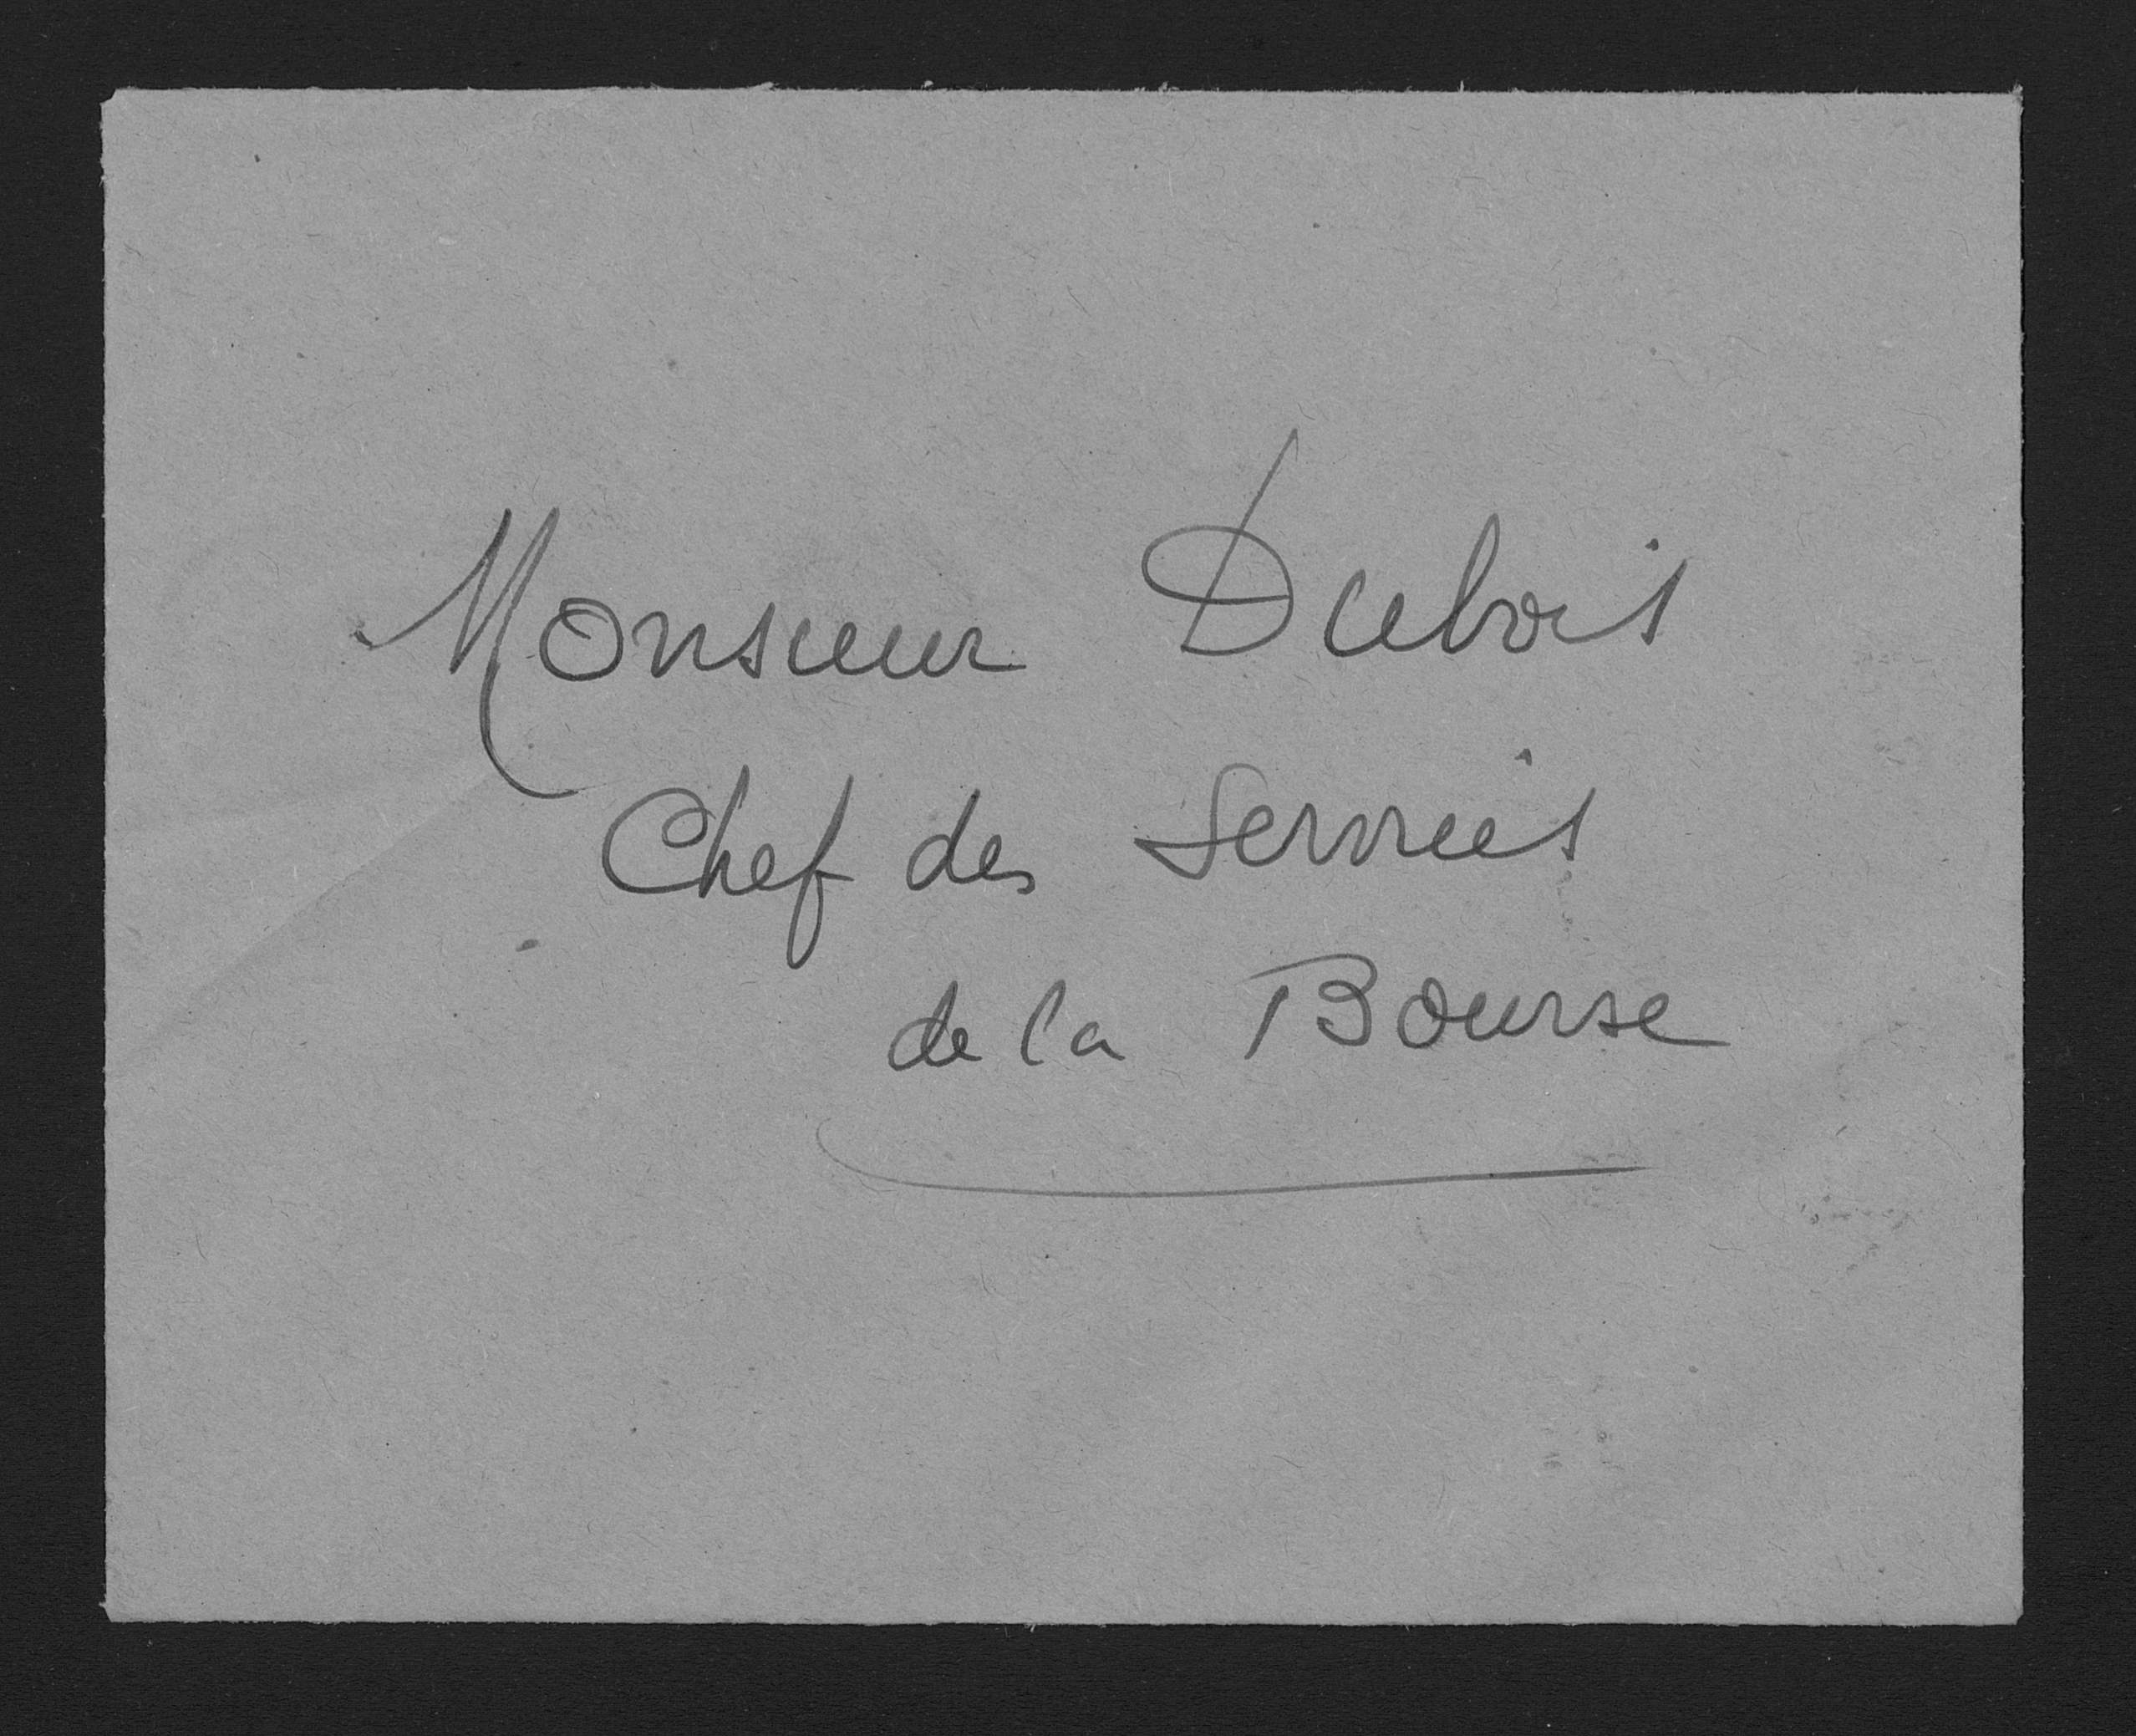 Monsieur Dubois
Chef des Services
de la Bourse